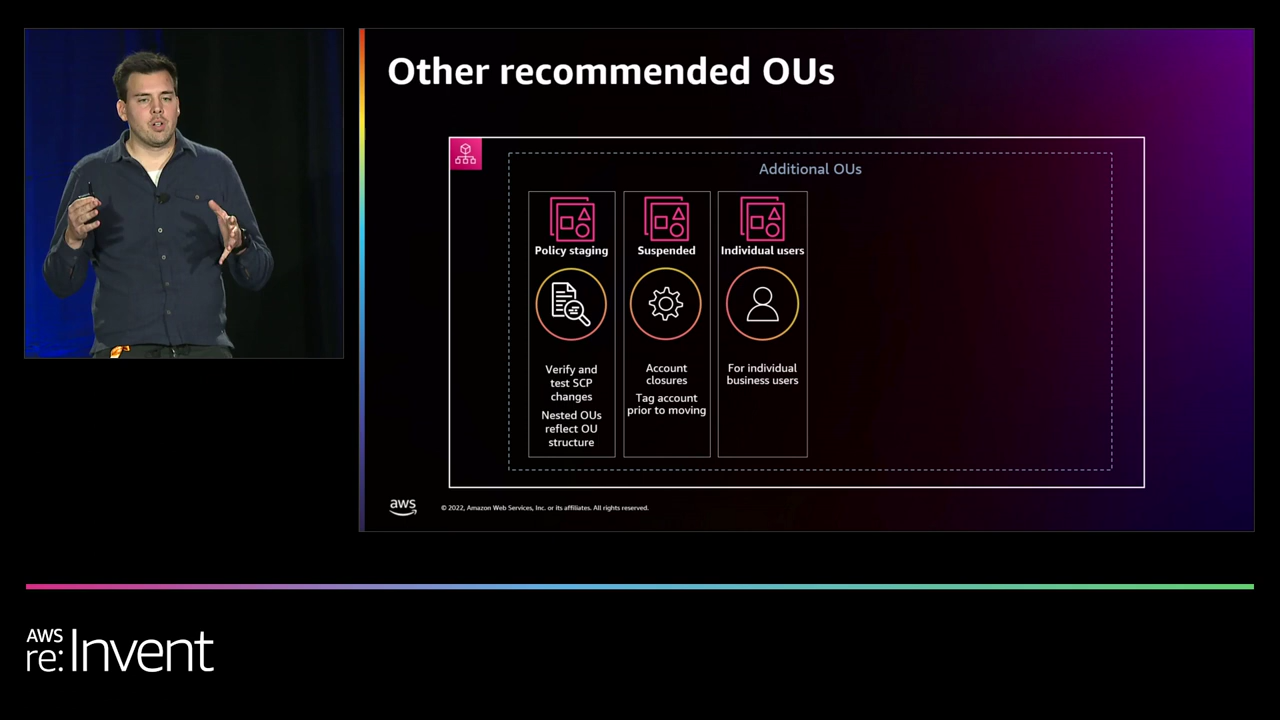 Other recommended OUs
Additional OUs
Policy staging
Verify and
test SCP
changes
Nested OUs
reflect OU
structure
Suspended
Account
closures
Tag account
prior to moving
Individual users
For individual
business users
aws
© 2022, Amazon Web Services, Inc. or its affiliates. All rights reserved.
AWS
re:Invent